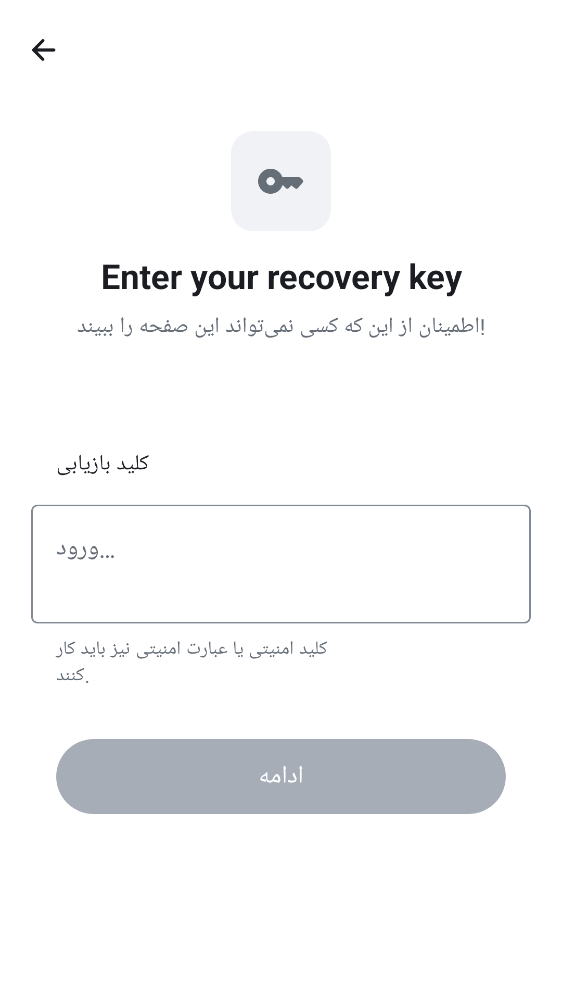 Enter your recovery key
اطمینان از این که کسی نمی‌تواند این صفحه را ببیند!
کلید بازیابی
ورود...
کلید امنیتی یا عبارت امنیتی نیز باید کار
کنند.
ادامه